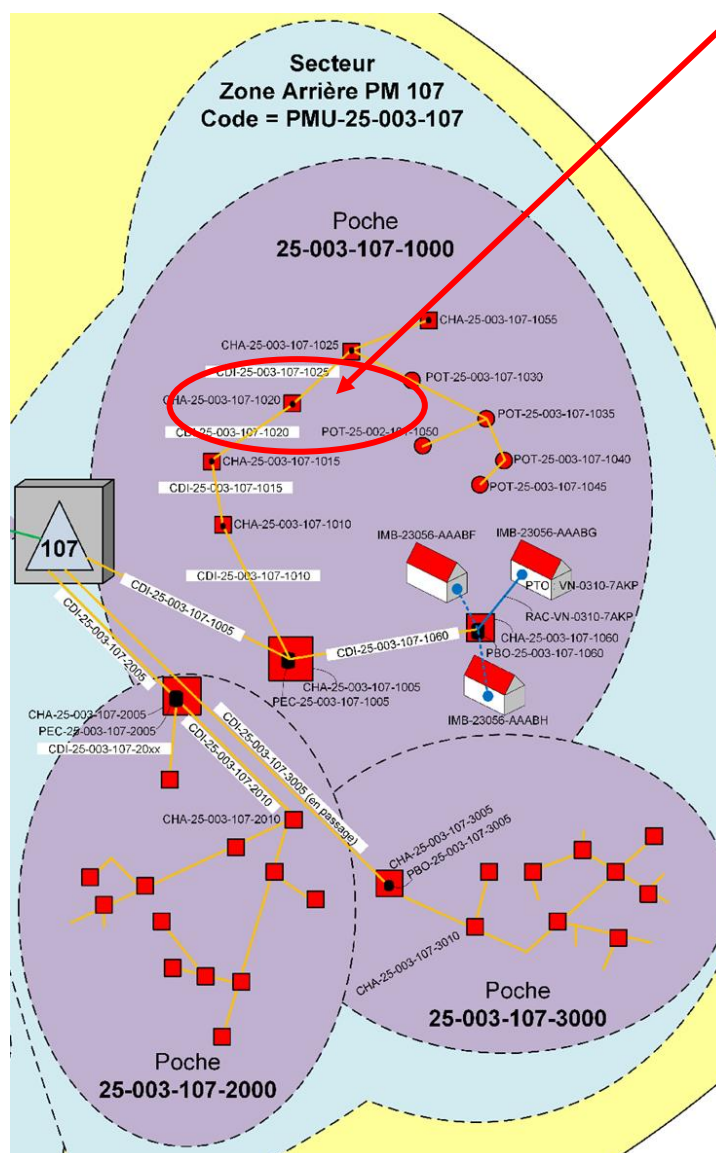 Secteur
Zone Arrière PM 107
Code = PMU-25-003-107
Poche
25-003-107-1000
CHA-25-003-107-1055
CHA-25-003-107-1025
CDI-25-003-107-1025
POT-25-003-107-1030
CHA-25-003-107-1020
POT-25-003-107-1035
CDI-25-003-107-1020
POT-25-002-101-1050
CHA-25-003-107-1015
POT-25-003-107-1040
CDI-25-003-107-1015
POT-25-003-107-1045
CHA-25-003-107-1010
IMB-23056-AAABF
IMB-23056-AAABG
107
CDI-25-003-107-1010
PTO : VN-0310-7AKP
CDI-25-003-107-1005
RAC-VN-0310-7AKP
CDI-25-003-107-1060
CHA-25-003-107-1060
PBO-25-003-107-1060
CDI-25-003-107-2005
CHA-25-003-107-1005
PEC-25-003-107-1005
IMB-23056-AAABH
CHA-25-003-107-2005
PEC-25-003-107-2005
CDI-25-003-107-20xx
CDI-25-003-107-3005 (en passage)
CDI-25-003-107-2010
CHA-25-003-107-2010
CHA-25-003-107-3005
PBO-25-003-107-3005
CHA-25-003-107-3010
Poche
25-003-107-3000
Poche
25-003-107-2000